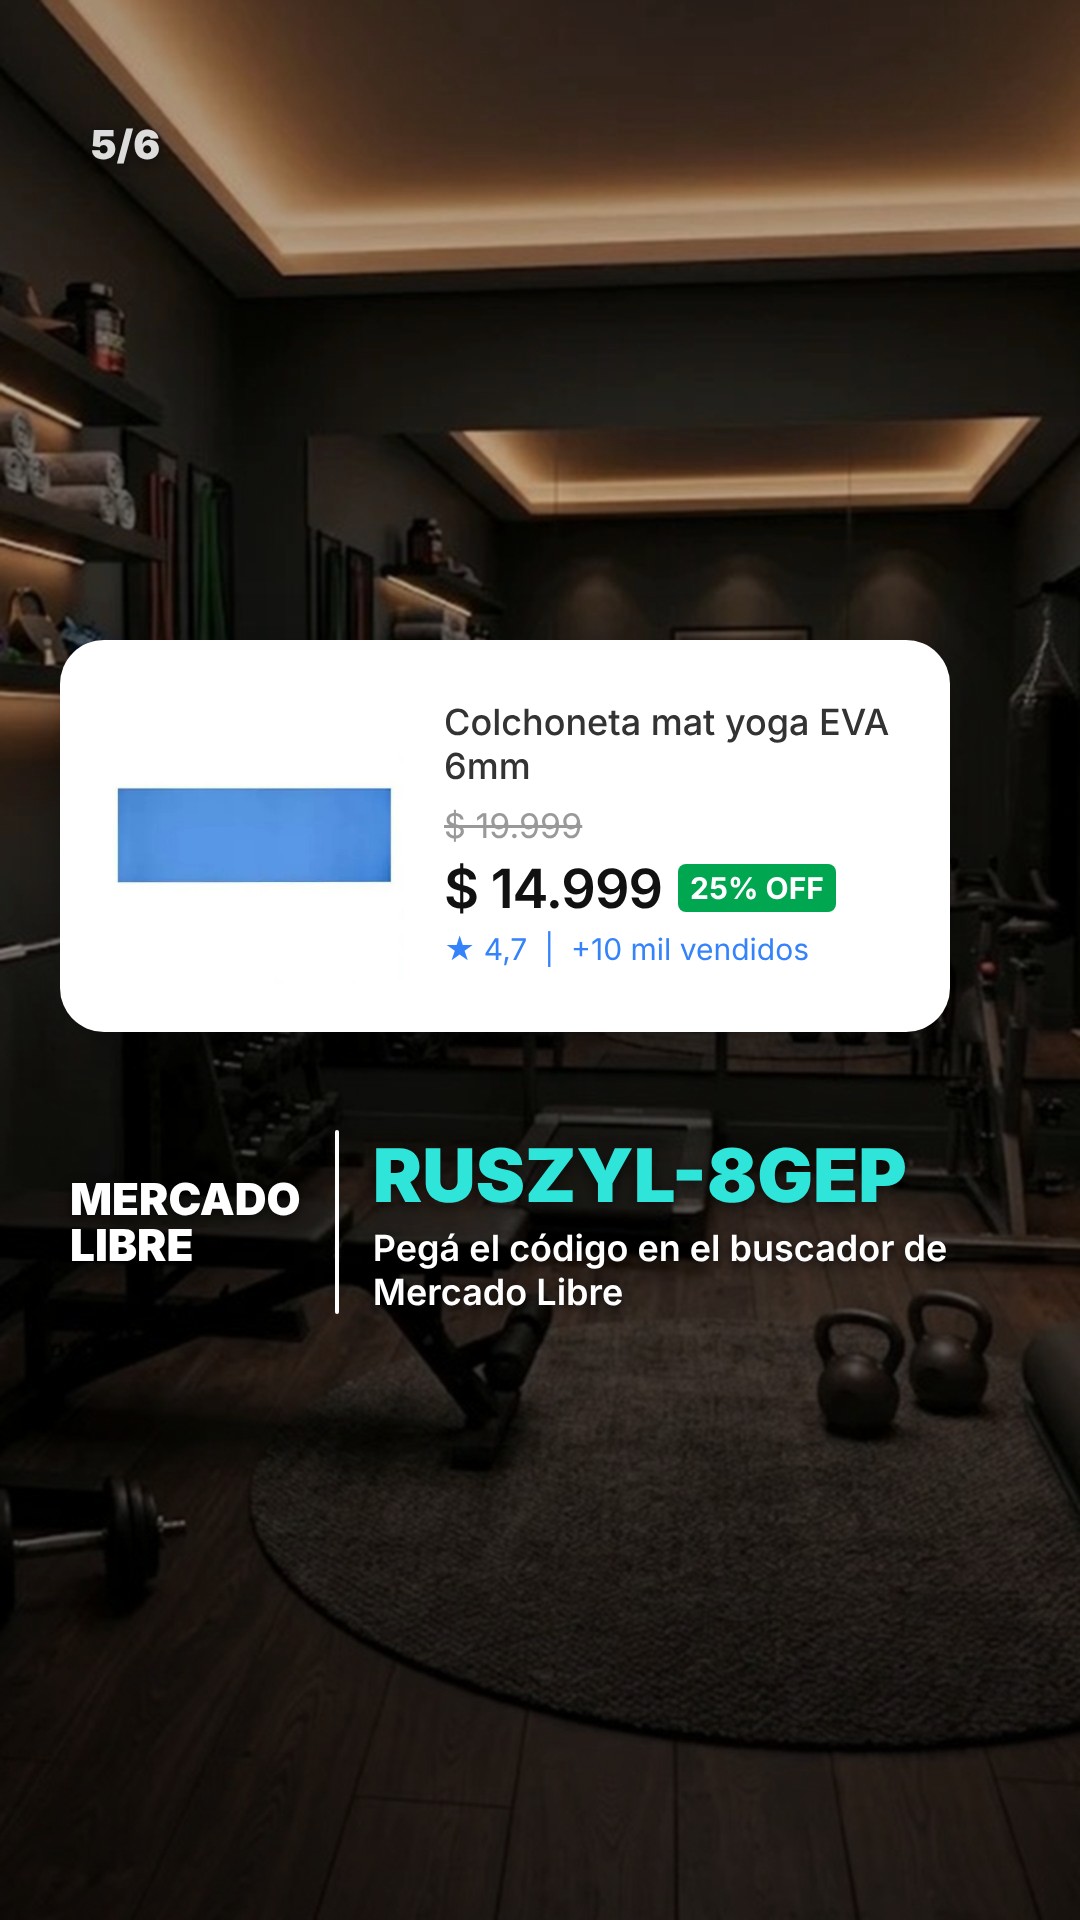 5/6
Colchoneta mat yoga EVA
6mm
$ 19.999
$ 14.999 25% OFF
★ 4,7 | +10 mil vendidos
MERCADO
LIBRE
RUSZYL-8GEP
Pegá el código en el buscador de
Mercado Libre